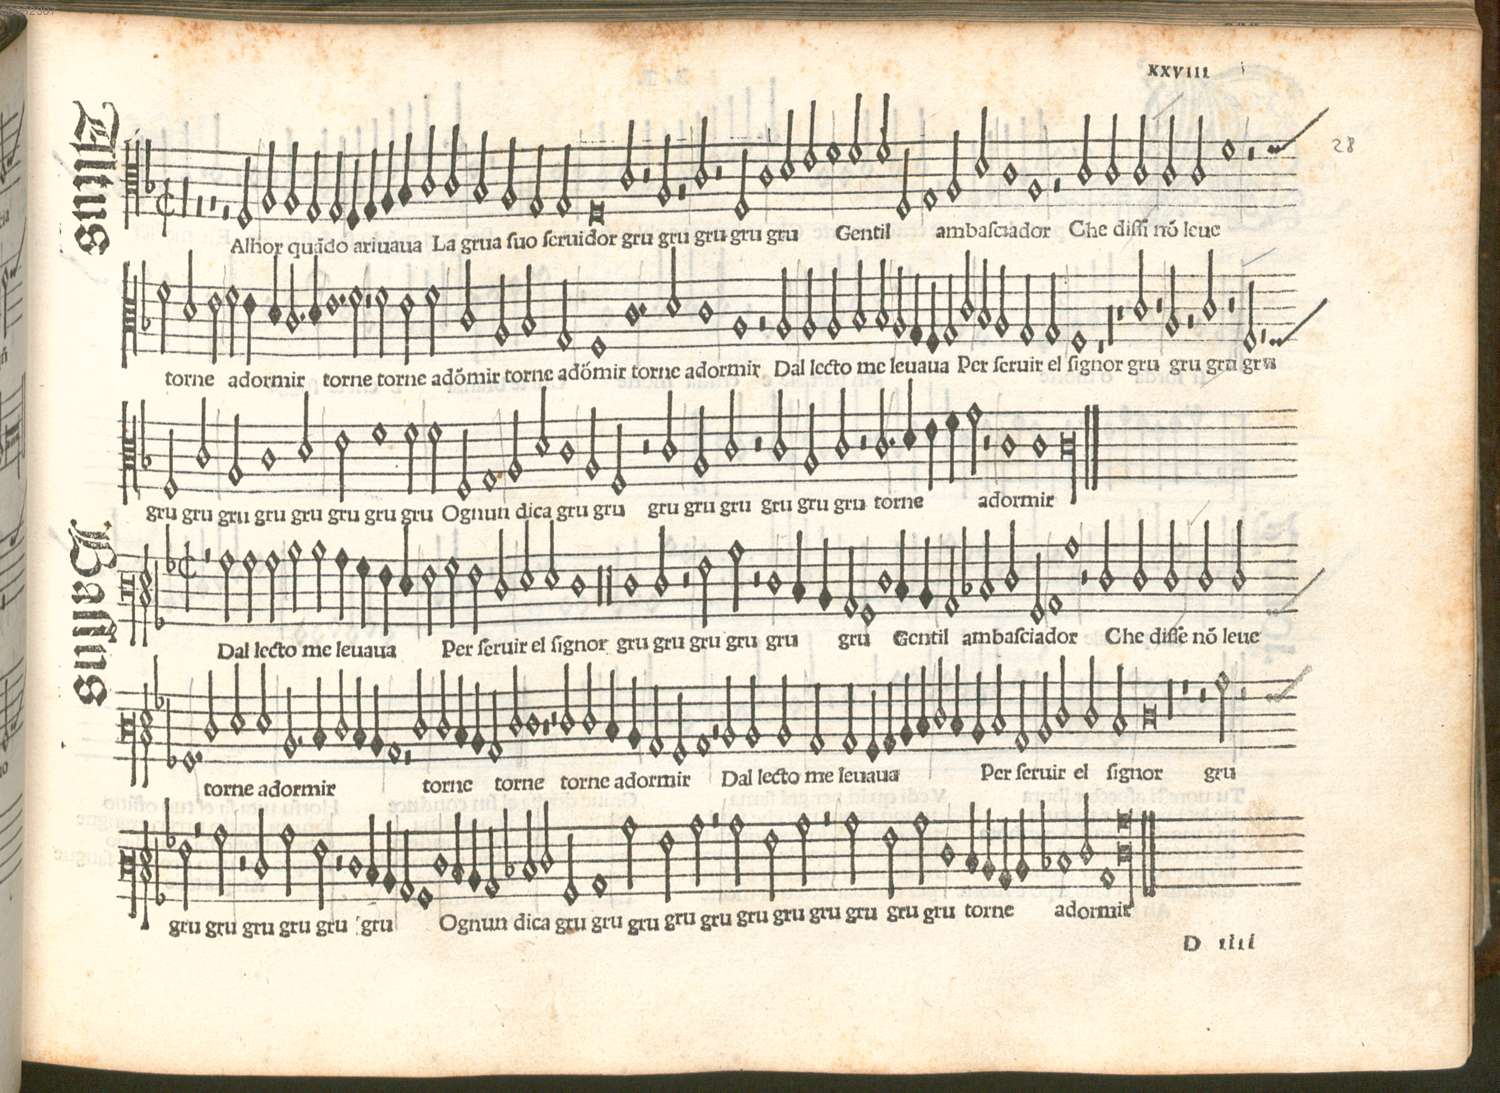 XXVIII
28
Altus
Alhor quãdo ariuaua La grua suo seruidor gru gru gru gru gru Gentil ambasciador Che dissi nõ leue
torne adormir torne torne adõmir torne adõmir torne adormir Dal lecto me leuaua Per seruir el signor gru gru gru gru
gru gru gru gru gru gru gru gru Ognun dica gru gru gru gru gru gru gru gru torne adormir
Bassus
Dal lecto me leuaua Per seruir el signor gru gru gru gru gru gru Gentil ambasciador Che disse nõ leue
torne adormir torne torne torne adormir Dal lecto me leuaua Per seruir el signor gru
gru gru gru gru gru gru Ognun dica gru gru gru gru gru gru gru gru gru gru gru torne adormir
D iiii